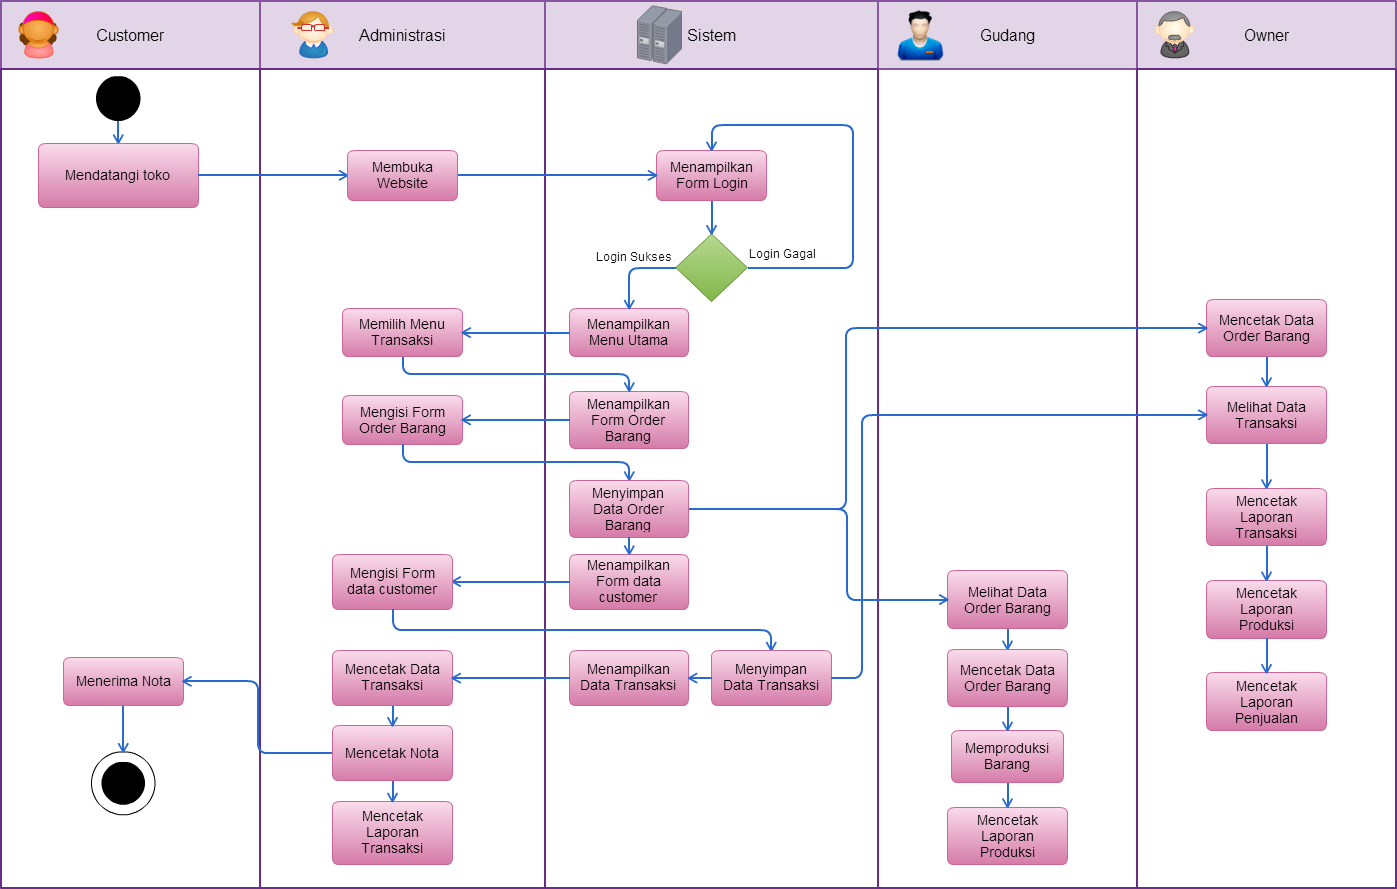 Customer
Administrasi
Sistem
Gudang
Owner
Mendatangi toko
Membuka
Website
Menampilkan
Form Login
Login Sukses
Login Gagal
Memilih Menu
Transaksi
Menampilkan
Menu Utama
Mencetak Data
Order Barang
Mengisi Form
Order Barang
Menampilkan
Form Order
Barang
Melihat Data
Transaksi
Menyimpan
Data Order
Barang
Mencetak
Laporan
Transaksi
Mengisi Form
data customer
Menampilkan
Form data
customer
Melihat Data
Order Barang
Mencetak
Laporan
Produksi
Menerima Nota
Mencetak Data
Transaksi
Menampilkan
Data Transaksi
Menyimpan
Data Transaksi
Mencetak Data
Order Barang
Mencetak
Laporan
Penjualan
Mencetak Nota
Memproduksi
Barang
Mencetak
Laporan
Transaksi
Mencetak
Laporan
Produksi